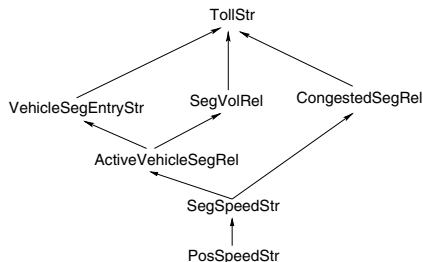 TollStr
VehicleSegEntryStr
SegVolRel
CongestedSegRel
ActiveVehicleSegRel
SegSpeedStr
PosSpeedStr